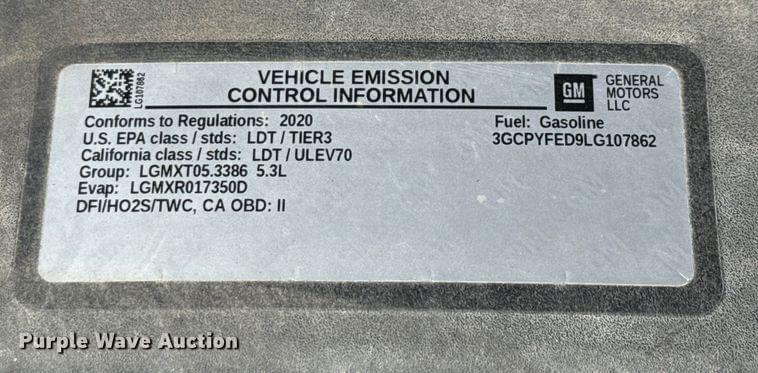 LG107862
VEHICLE EMISSION
CONTROL INFORMATION
GM
GENERAL
MOTORS
LLC
Conforms to Regulations: 2020
Fuel: Gasoline
U.S. EPA class / stds: LDT / TIER3
3GCPYFED9LG107862
California class / stds: LDT / ULEV70
Group: LGMXT05.3386 5.3L
Evap: LGMXR017350D
DFI/HO2S/TWC, CA OBD: II
Purple Wave Auction